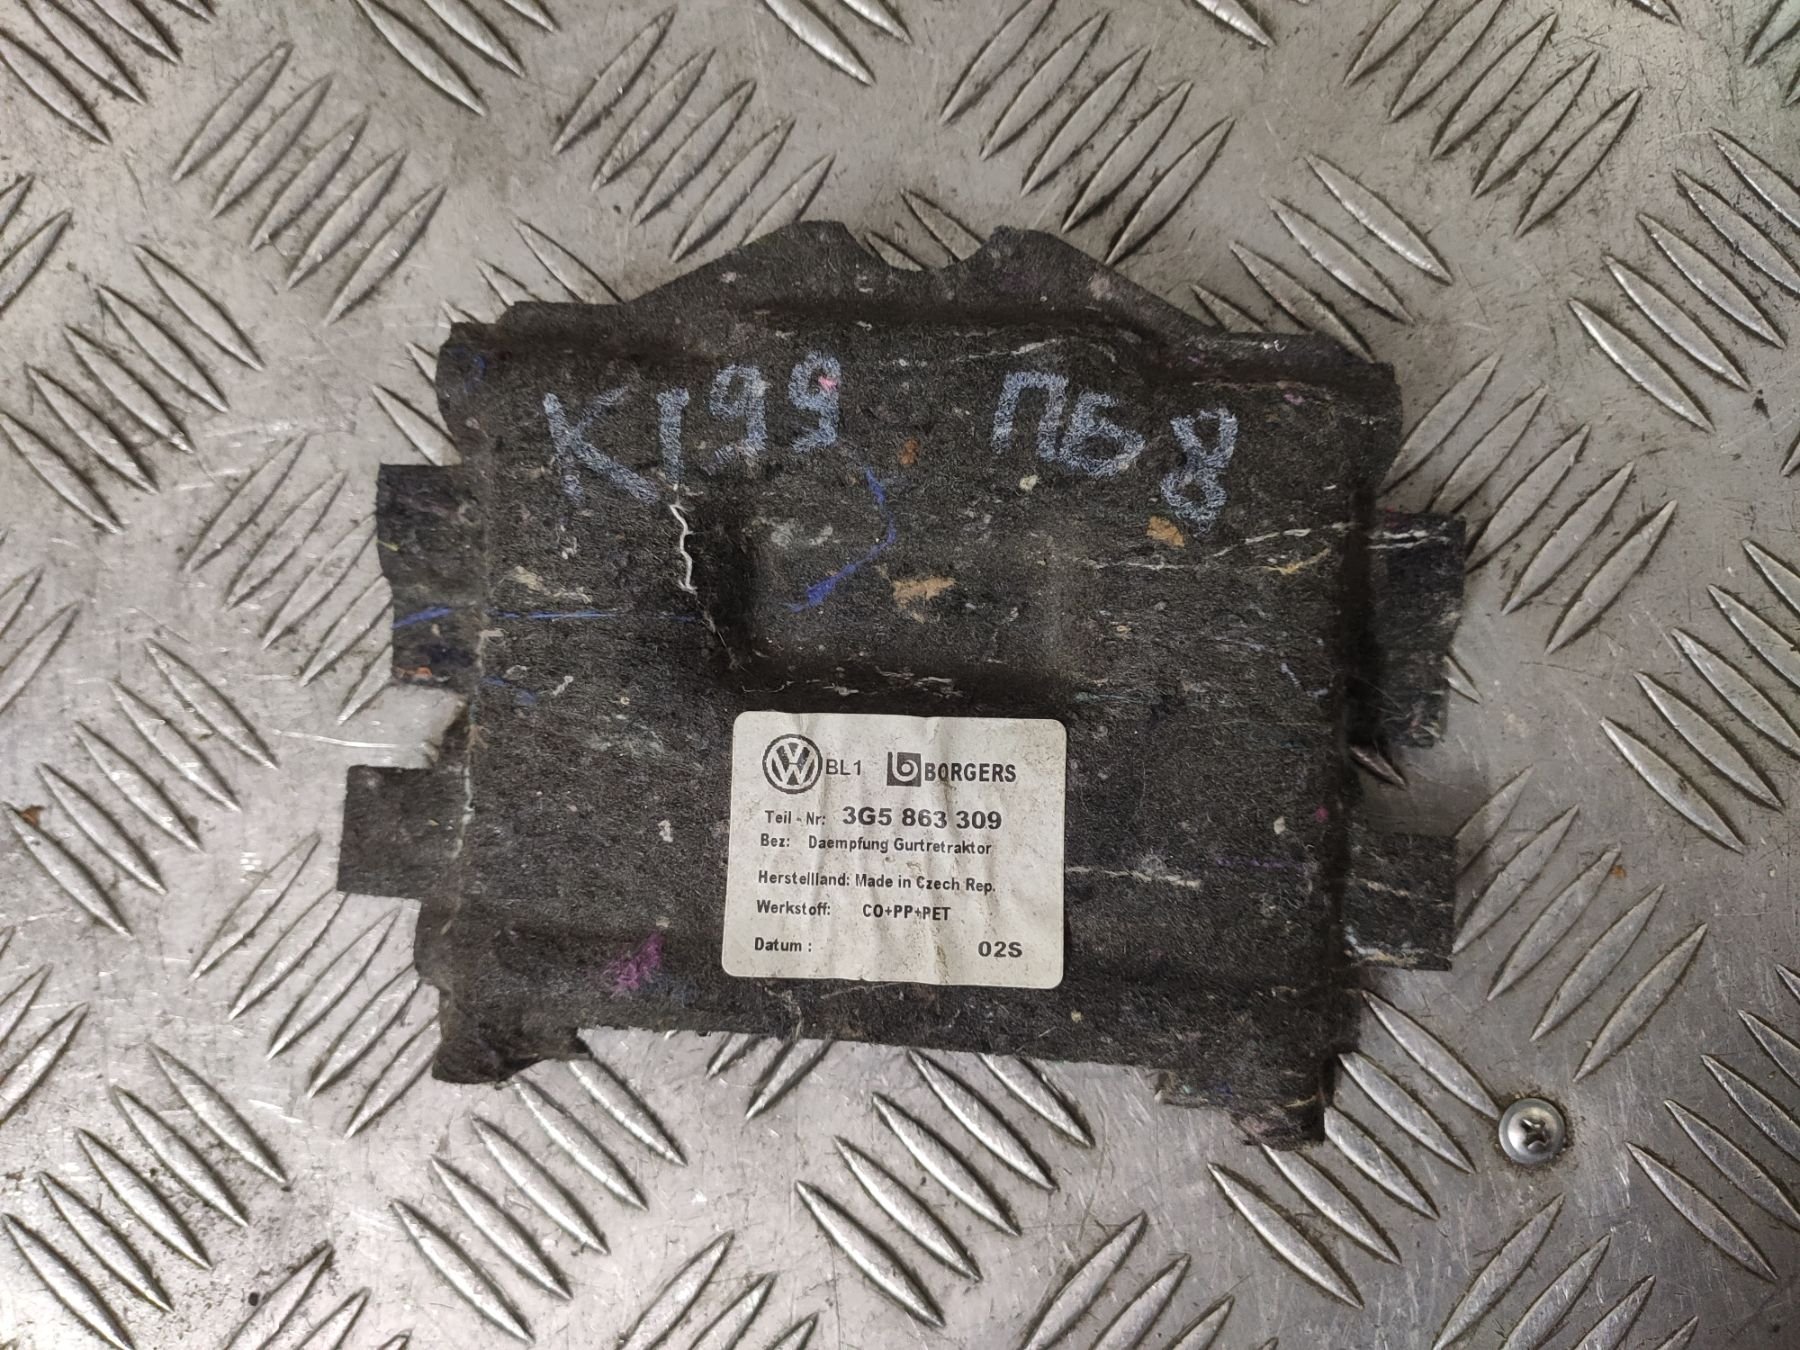 К199 ПБ8
VW BL1 BORGERS
Teil - Nr: 3G5 863 309
Bez: Daempfung Gurtretraktor
Herstellland: Made in Czech Rep.
Werkstoff: CO+PP+PET
Datum : 02S